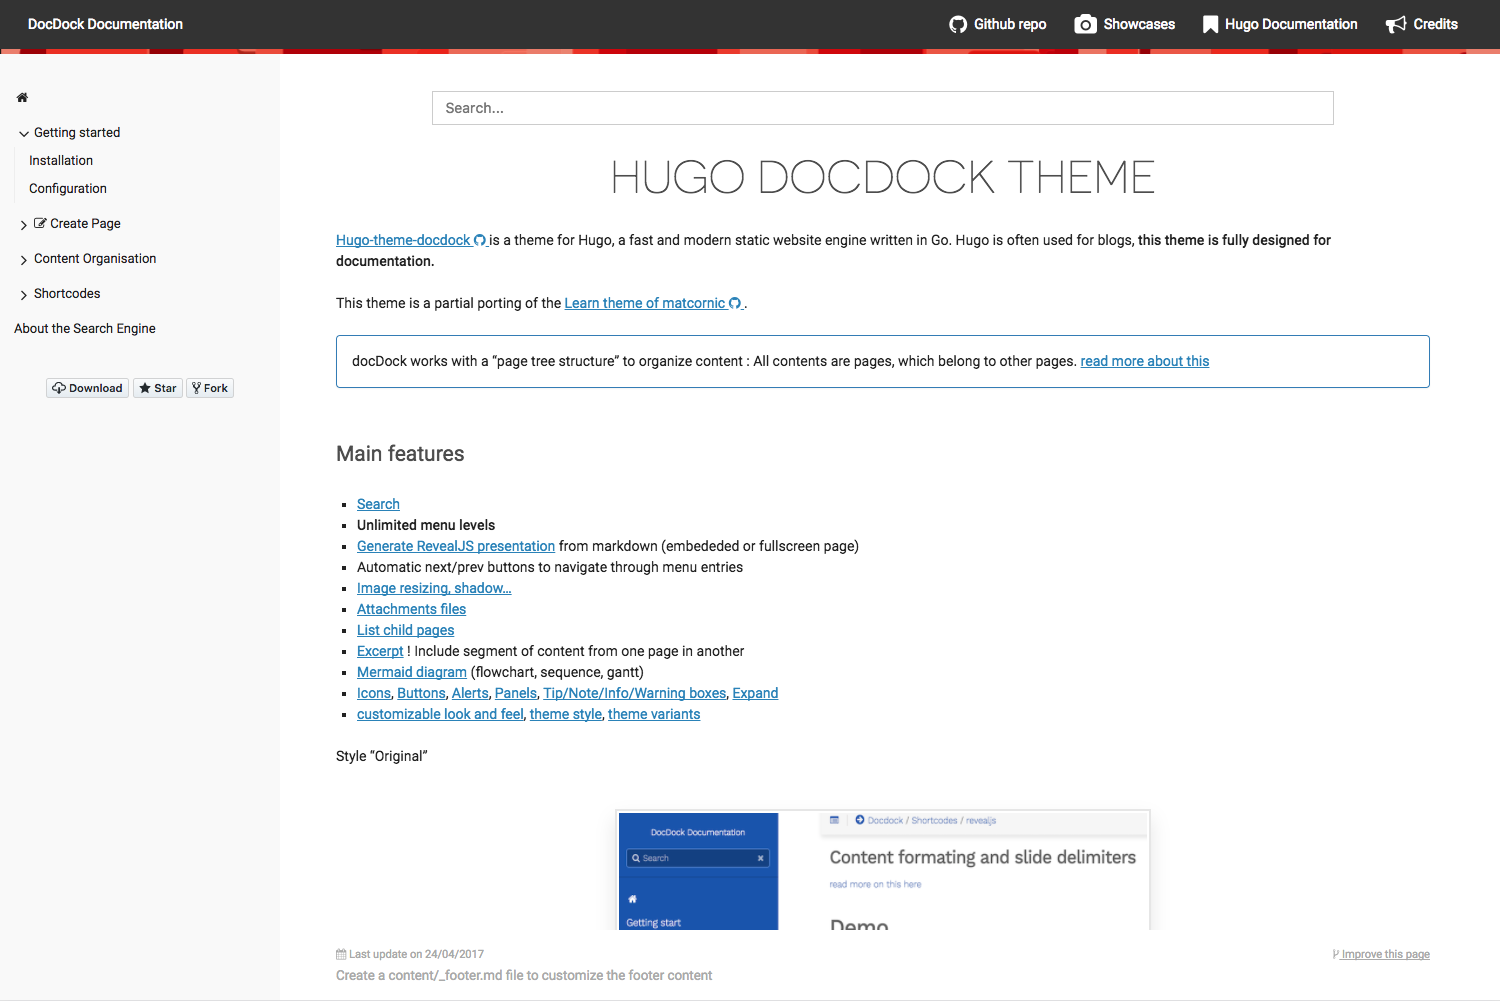 DocDock Documentation
Github repo
Showcases
Hugo Documentation
Credits
Getting started
Installation
Configuration
Create Page
Content Organisation
Shortcodes
About the Search Engine
Download
Star
Fork
Search...
HUGO DOCDOCK THEME
Hugo-theme-docdock is a theme for Hugo, a fast and modern static website engine written in Go. Hugo is often used for blogs, this theme is fully designed for
documentation.
This theme is a partial porting of the Learn theme of matcornic .
docDock works with a “page tree structure” to organize content : All contents are pages, which belong to other pages. read more about this
Main features
Search
Unlimited menu levels
Generate RevealJS presentation from markdown (embededed or fullscreen page)
Automatic next/prev buttons to navigate through menu entries
Image resizing, shadow…
Attachments files
List child pages
Excerpt ! Include segment of content from one page in another
Mermaid diagram (flowchart, sequence, gantt)
Icons, Buttons, Alerts, Panels, Tip/Note/Info/Warning boxes, Expand
customizable look and feel, theme style, theme variants
Style “Original”
DocDock Documentation
Search
Getting start
Docdock / Shortcodes / revealjs
Content formating and slide delimiters
read more on this here
Demo
Last update on 24/04/2017
Improve this page
Create a content/_footer.md file to customize the footer content